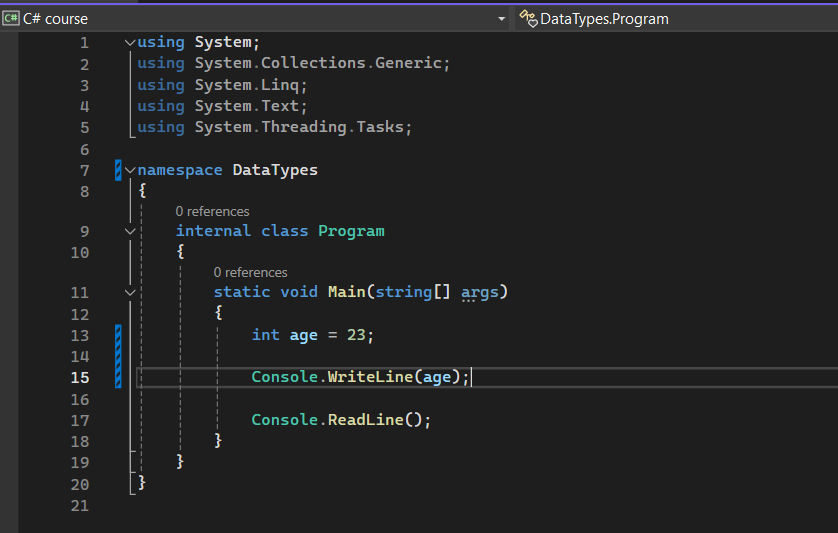 C# C# course DataTypes.Program
1 using System;
2 using System.Collections.Generic;
3 using System.Linq;
4 using System.Text;
5 using System.Threading.Tasks;
6
7 namespace DataTypes
8 {
0 references
9 internal class Program
10 {
0 references
11 static void Main(string[] args)
12 {
13 int age = 23;
14
15 Console.WriteLine(age);
16
17 Console.ReadLine();
18 }
19 }
20 }
21